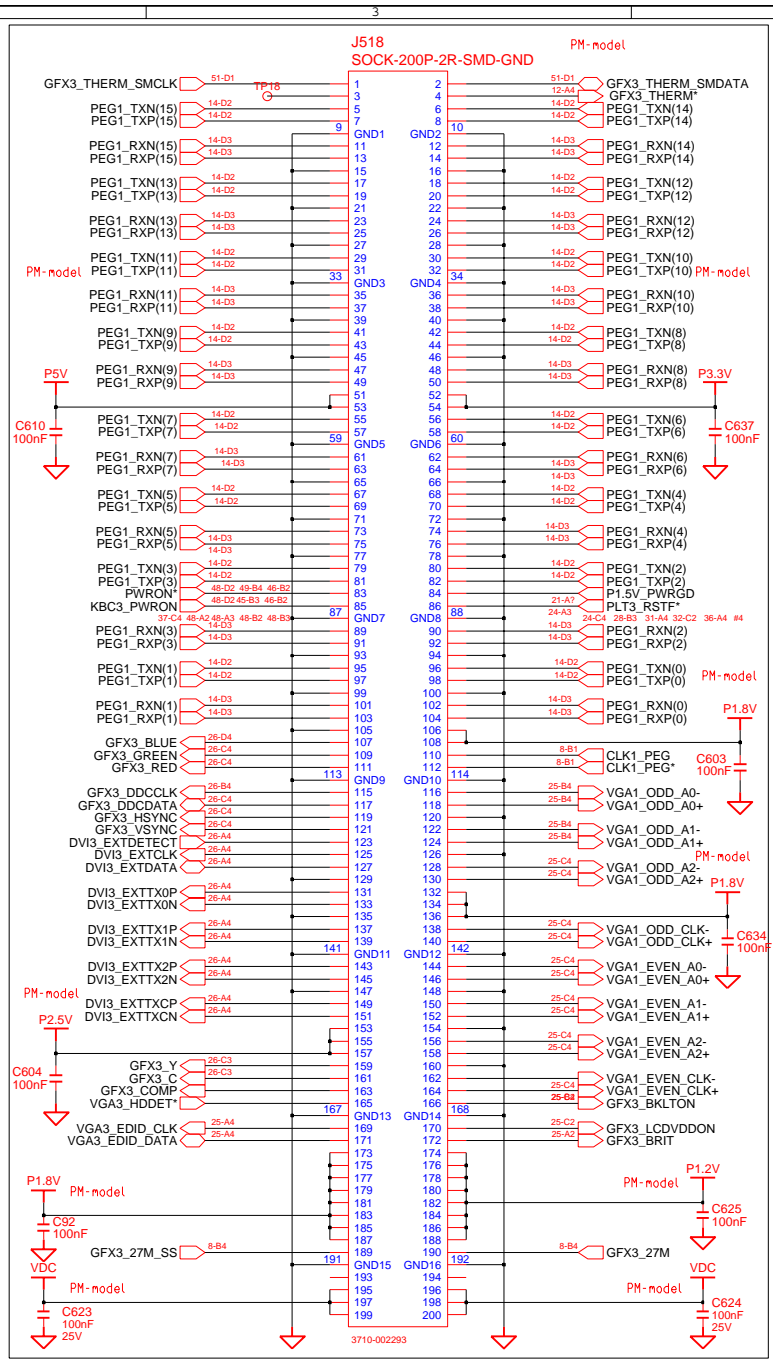 3
J518
SOCK-200P-2R-SMD-GND
PM-model
GFX3_THERM_SMCLK 51-D1 1 2 51-D1 GFX3_THERM_SMDATA
TP18 3 4 12-A4 GFX3_THERM*
PEG1_TXN(15) 14-D2 5 6 14-D2 PEG1_TXN(14)
PEG1_TXP(15) 14-D2 7 8 14-D2 PEG1_TXP(14)
9 GND1 GND2 10
PEG1_RXN(15) 14-D3 11 12 14-D3 PEG1_RXN(14)
PEG1_RXP(15) 14-D3 13 14 14-D3 PEG1_RXP(14)
15 16
PEG1_TXN(13) 14-D2 17 18 14-D2 PEG1_TXN(12)
PEG1_TXP(13) 14-D2 19 20 14-D2 PEG1_TXP(12)
21 22
PEG1_RXN(13) 14-D3 23 24 14-D3 PEG1_RXN(12)
PEG1_RXP(13) 14-D3 25 26 14-D3 PEG1_RXP(12)
27 28
PEG1_TXN(11) 14-D2 29 30 14-D2 PEG1_TXN(10)
PM-model PEG1_TXP(11) 14-D2 31 32 14-D2 PEG1_TXP(10) PM-model
33 GND3 GND4 34
PEG1_RXN(11) 14-D3 35 36 14-D3 PEG1_RXN(10)
PEG1_RXP(11) 14-D3 37 38 14-D3 PEG1_RXP(10)
39 40
PEG1_TXN(9) 14-D2 41 42 14-D2 PEG1_TXN(8)
PEG1_TXP(9) 14-D2 43 44 14-D2 PEG1_TXP(8)
45 46
PEG1_RXN(9) 14-D3 47 48 14-D3 PEG1_RXN(8)
P5V PEG1_RXP(9) 14-D3 49 50 14-D3 PEG1_RXP(8) P3.3V
51 52
53 54
C610 PEG1_TXN(7) 14-D2 55 56 14-D2 PEG1_TXN(6) C637
100nF PEG1_TXP(7) 14-D2 57 58 14-D2 PEG1_TXP(6) 100nF
59 GND5 GND6 60
PEG1_RXN(7) 14-D2 61 62 PEG1_RXN(6)
PEG1_RXP(7) 14-D3 63 64 14-D3 PEG1_RXP(6)
65 66 14-D3
PEG1_TXN(5) 14-D2 67 68 14-D2 PEG1_TXN(4)
PEG1_TXP(5) 14-D2 69 70 14-D2 PEG1_TXP(4)
71 72
PEG1_RXN(5) 73 74 14-D3 PEG1_RXN(4)
PEG1_RXP(5) 14-D3 75 76 14-D3 PEG1_RXP(4)
14-D3 77 78
PEG1_TXN(3) 14-D2 79 80 14-D2 PEG1_TXN(2)
PEG1_TXP(3) 14-D2 81 82 14-D2 PEG1_TXP(2)
PWRON* 48-D2 49-B4 46-B2 83 84 P1.5V_PWRGD
KBC3_PWRON 48-D2 45-B3 46-B2 85 86 21-A? PLT3_RSTF*
37-C4 48-A2 48-A3 48-B2 48-B3 87 GND7 GND8 88 24-A3 24-C4 28-B3 31-A4 32-C2 36-A4 #4
PEG1_RXN(3) 14-D3 89 90 14-D3 PEG1_RXN(2)
PEG1_RXP(3) 14-D3 91 92 14-D3 PEG1_RXP(2)
93 94
PEG1_TXN(1) 14-D2 95 96 14-D2 PEG1_TXN(0)
PEG1_TXP(1) 14-D2 97 98 14-D2 PEG1_TXP(0) PM-model
99 100
PEG1_RXN(1) 14-D3 101 102 14-D3 PEG1_RXN(0)
PEG1_RXP(1) 14-D3 103 104 14-D3 PEG1_RXP(0) P1.8V
105 106
GFX3_BLUE 26-D4 107 108
GFX3_GREEN 26-C4 109 110 8-B1 CLK1_PEG C603
GFX3_RED 26-C4 111 112 8-B1 CLK1_PEG* 100nF
113 GND9 GND10 114
GFX3_DDCCLK 26-B4 115 116 25-B4 VGA1_ODD_A0-
GFX3_DDCDATA 26-C4 117 118 25-B4 VGA1_ODD_A0+
GFX3_HSYNC 26-C4 119 120
GFX3_VSYNC 26-C4 121 122 25-B4 VGA1_ODD_A1-
DVI3_EXTDETECT 26-A4 123 124 25-B4 VGA1_ODD_A1+
DVI3_EXTCLK 26-A4 125 126 PM-model
DVI3_EXTDATA 26-A4 127 128 25-C4 VGA1_ODD_A2-
129 130 25-C4 VGA1_ODD_A2+
DVI3_EXTTX0P 26-A4 131 132 P1.8V
DVI3_EXTTX0N 26-A4 133 134
135 136
DVI3_EXTTX1P 26-A4 137 138 25-C4 VGA1_ODD_CLK- C634
DVI3_EXTTX1N 26-A4 139 140 25-C4 VGA1_ODD_CLK+ 100nF
141 GND11 GND12 142
DVI3_EXTTX2P 26-A4 143 144 25-C4 VGA1_EVEN_A0-
DVI3_EXTTX2N 26-A4 145 146 25-C4 VGA1_EVEN_A0+
PM-model 147 148
DVI3_EXTTXCP 26-A4 149 150 25-C4 VGA1_EVEN_A1-
DVI3_EXTTXCN 26-A4 151 152 25-C4 VGA1_EVEN_A1+
P2.5V 153 154
155 156 25-C4 VGA1_EVEN_A2-
157 158 25-C4 VGA1_EVEN_A2+
C604 GFX3_Y 26-C3 159 160
100nF GFX3_C 26-C3 161 162 VGA1_EVEN_CLK-
GFX3_COMP 163 164 25-C4 VGA1_EVEN_CLK+
VGA3_HDDET* 165 166 GFX3_BKLTON
167 GND13 GND14 168
VGA3_EDID_CLK 25-A4 169 170 25-C2 GFX3_LCDVDDON
VGA3_EDID_DATA 25-A4 171 172 25-A2 GFX3_BRIT
173 174
175 176 P1.2V
P1.8V 177 178 PM-model
PM-model 179 180
181 182
183 184 C625
C92 185 186 100nF
100nF 187 188
GFX3_27M_SS 8-B4 189 190 8-B4 GFX3_27M
VDC 191 GND15 GND16 192 VDC
193 194
PM-model 195 196 PM-model
C623 197 198 C624
100nF 199 200 100nF
25V 25V
3710-002293